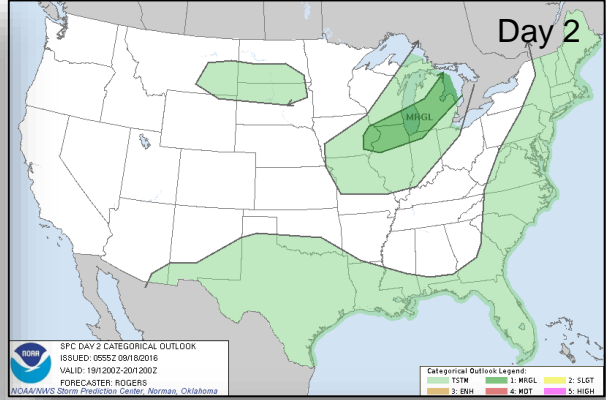 Day 2
MRGL
SPC DAY 2 CATEGORICAL OUTLOOK
ISSUED: 0555Z 09/18/2016
VALID: 19/1200Z-20/1200Z
FORECASTER: ROGERS
NOAA/NWS Storm Prediction Center, Norman, Oklahoma
NOAA
Categorical Outlook Legend:
TSTM 1: MRGL 2: SLGT
3: ENH 4: MDT 5: HIGH